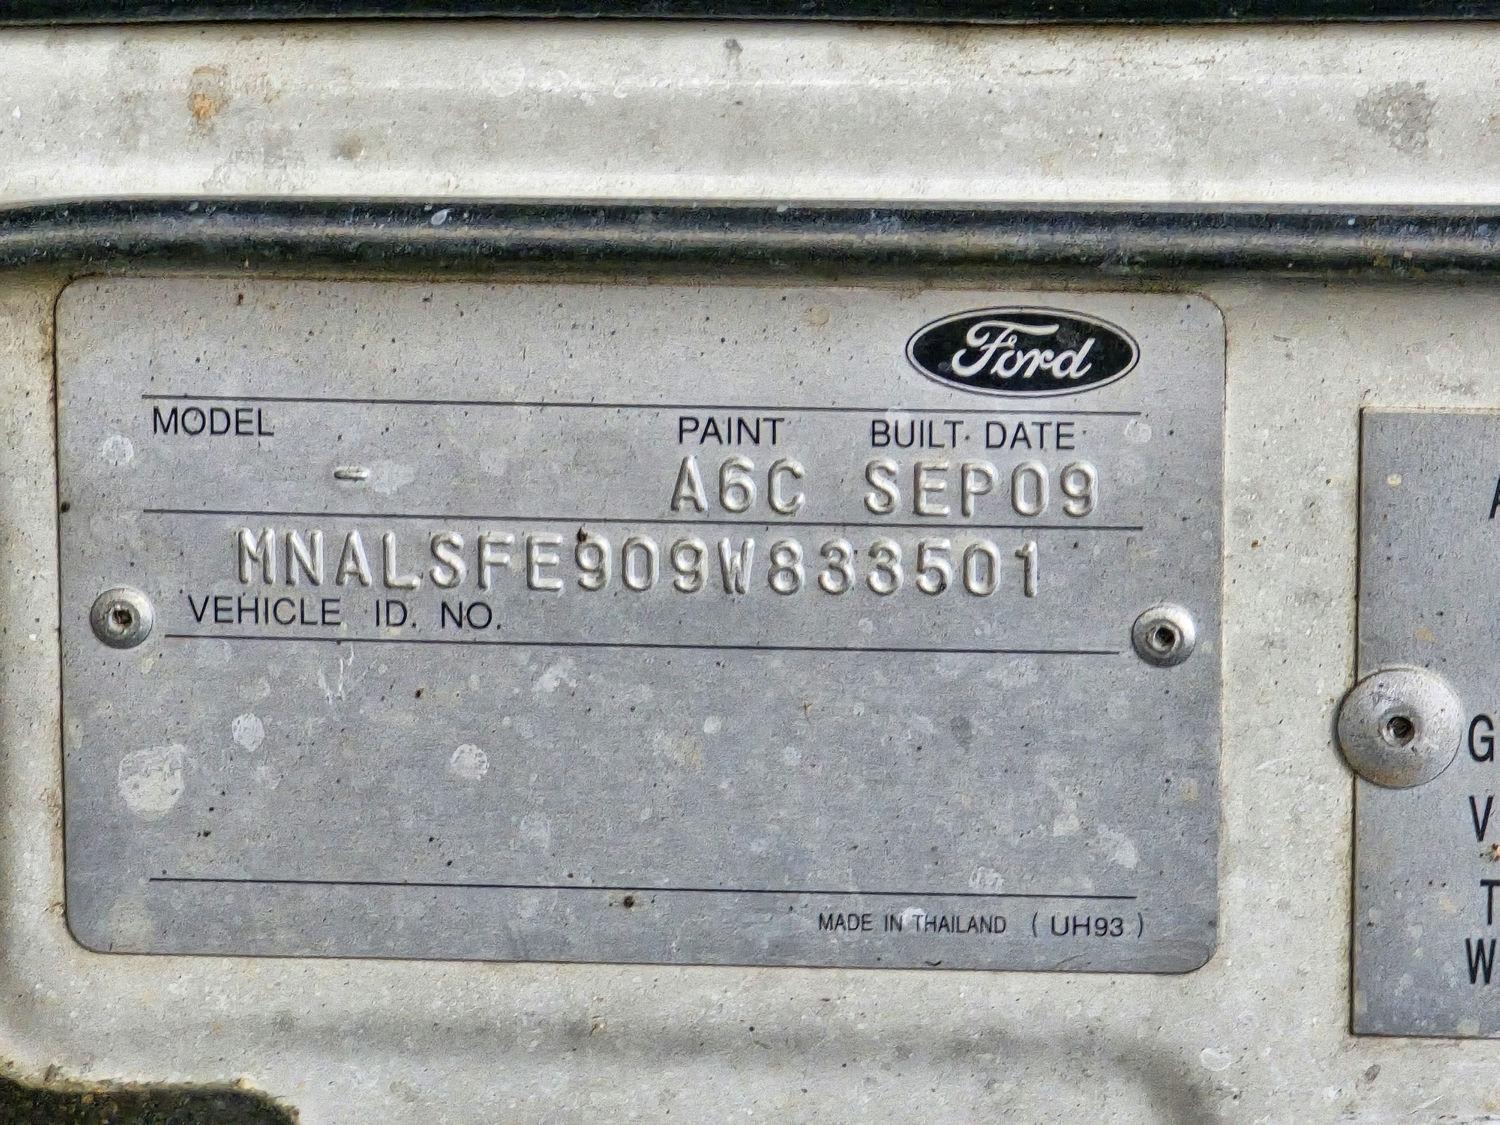 Ford
MODEL PAINT BUILT DATE
- A6C SEP09
MNALSFE909W833501
VEHICLE ID. NO.
MADE IN THAILAND (UH93)
G
V
T
W